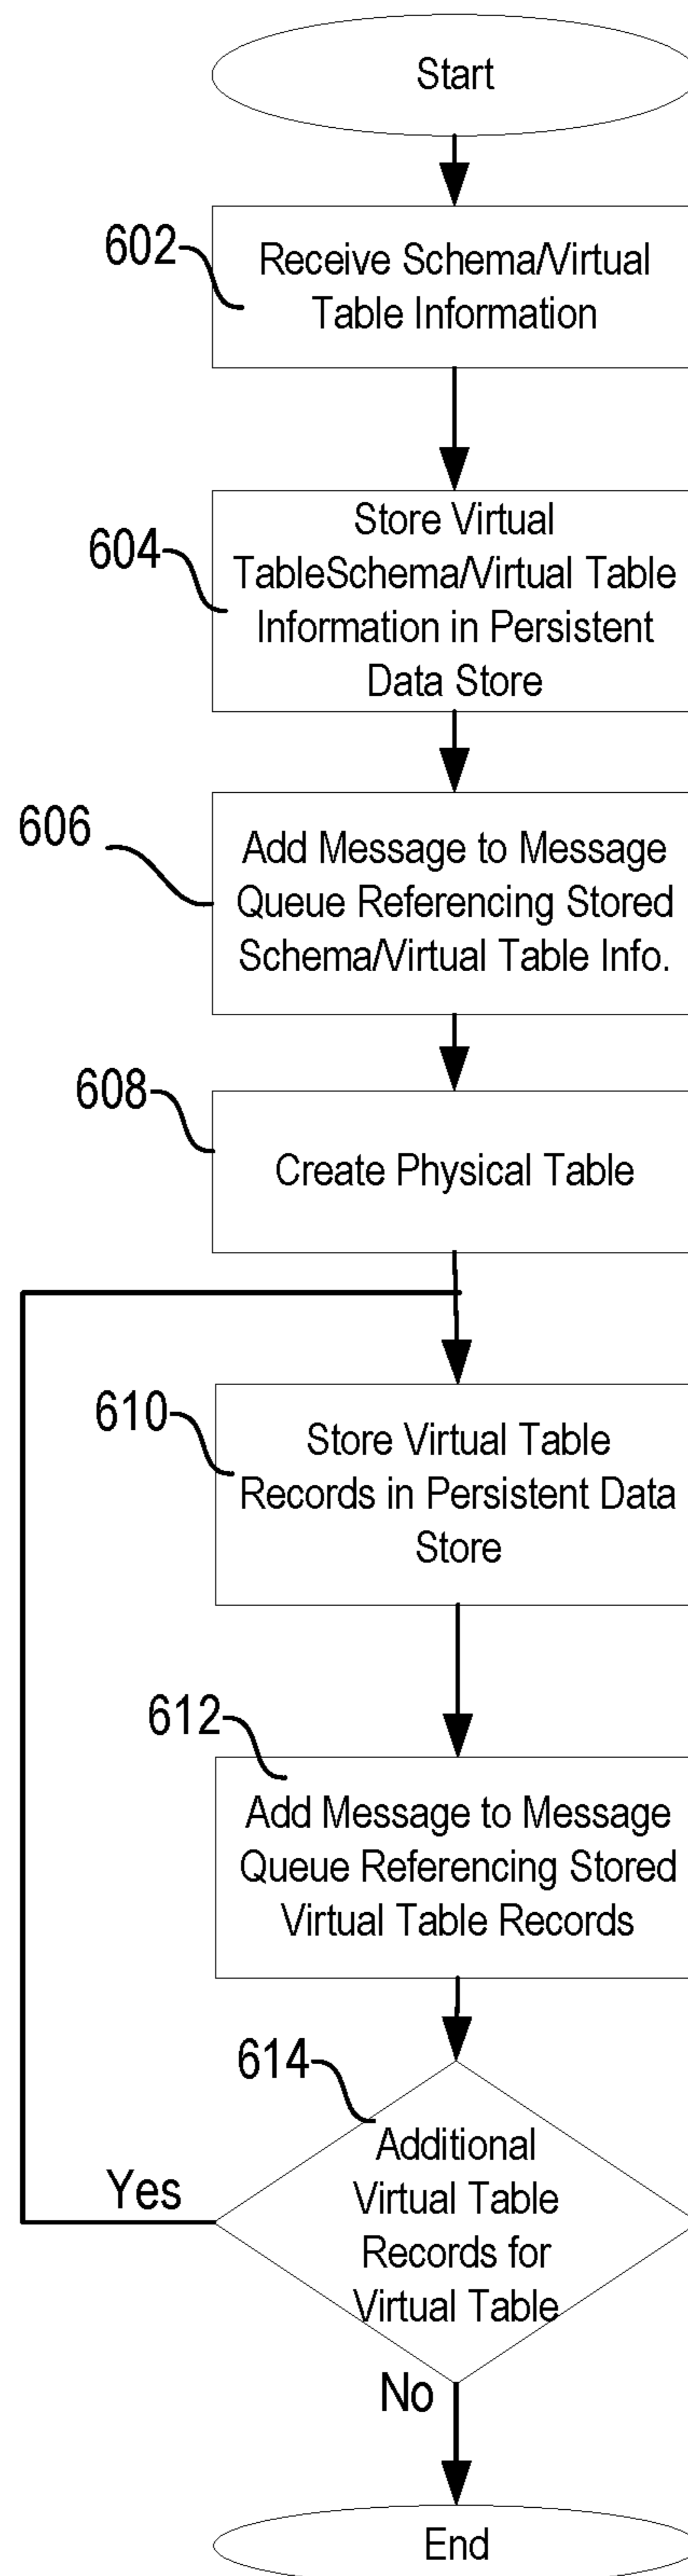 Start
602
Receive Schema/Virtual
Table Information
604
Store Virtual
TableSchema/Virtual Table
Information in Persistent
Data Store
606
Add Message to Message
Queue Referencing Stored
Schema/Virtual Table Info.
608
Create Physical Table
610
Store Virtual Table
Records in Persistent Data
Store
612
Add Message to Message
Queue Referencing Stored
Virtual Table Records
614
Additional
Virtual Table
Records for
Virtual Table
Yes
No
End